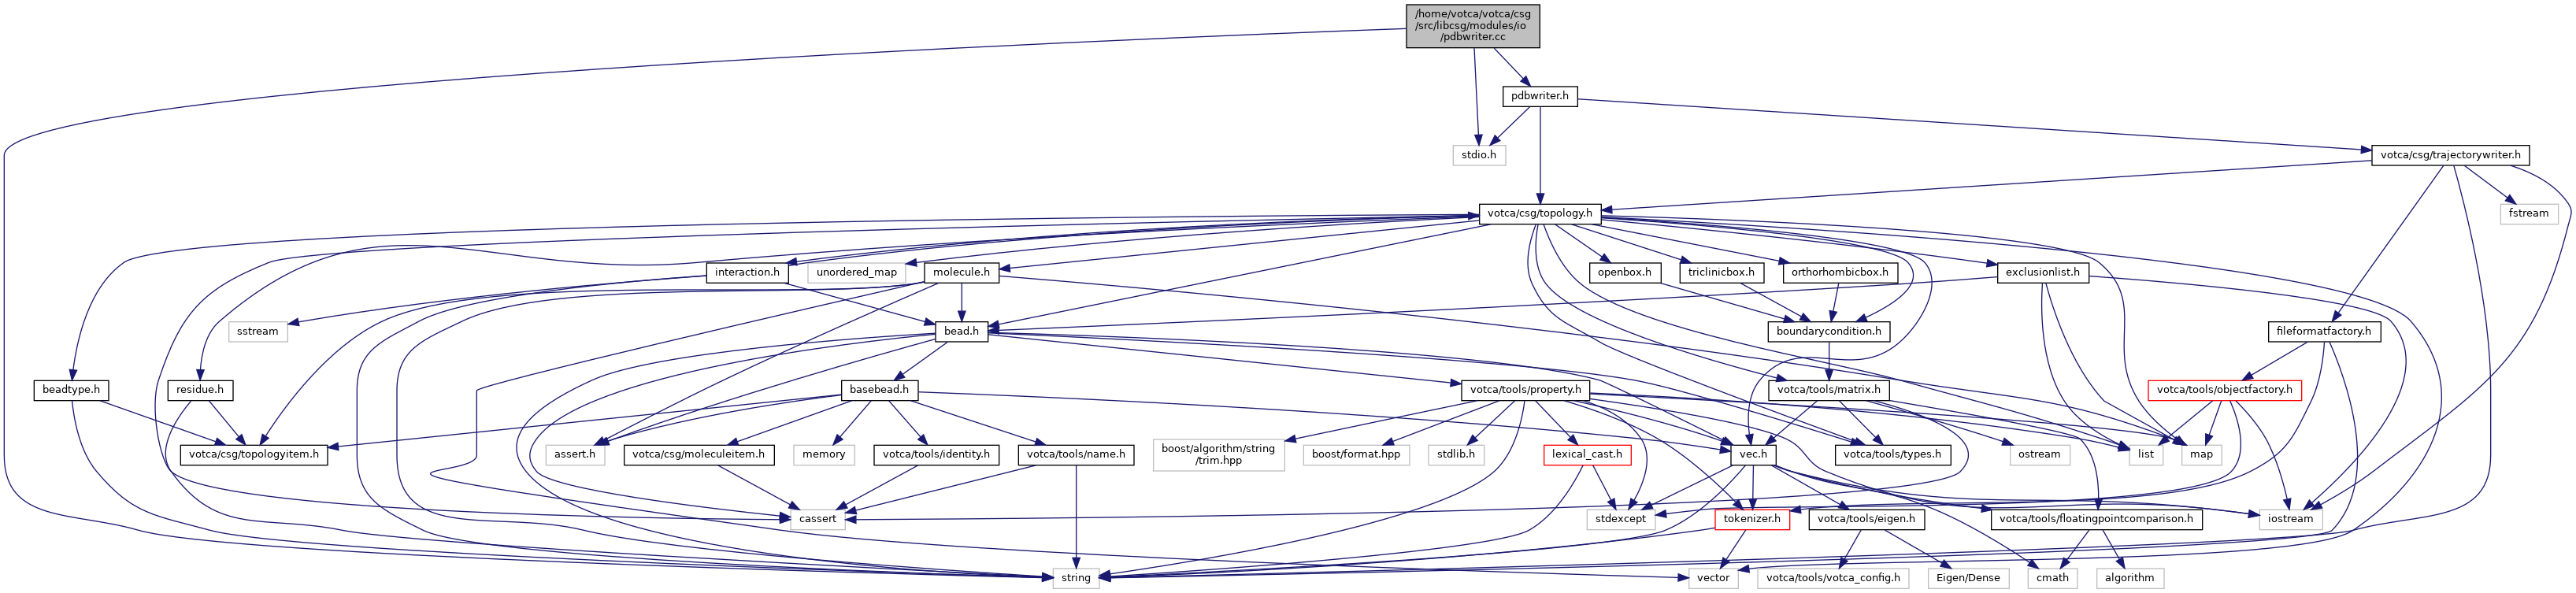 /home/votca/votca/csg
/src/libcsg/modules/io
/pdbwriter.cc
pdbwriter.h
stdio.h
votca/csg/trajectorywriter.h
votca/csg/topology.h
fstream
interaction.h
unordered_map
molecule.h
openbox.h
triclinicbox.h
orthorhombicbox.h
exclusionlist.h
sstream
bead.h
boundarycondition.h
fileformatfactory.h
beadtype.h
residue.h
basebead.h
votca/tools/property.h
votca/tools/matrix.h
votca/tools/objectfactory.h
votca/csg/topologyitem.h
assert.h
votca/csg/moleculeitem.h
memory
votca/tools/identity.h
votca/tools/name.h
boost/algorithm/string
/trim.hpp
boost/format.hpp
stdlib.h
lexical_cast.h
vec.h
votca/tools/types.h
ostream
list
map
cassert
stdexcept
tokenizer.h
votca/tools/eigen.h
votca/tools/floatingpointcomparison.h
iostream
string
vector
votca/tools/votca_config.h
Eigen/Dense
cmath
algorithm